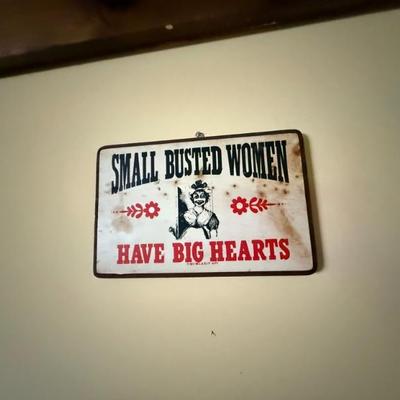 SMALL BUSTED WOMEN
HAVE BIG HEARTS